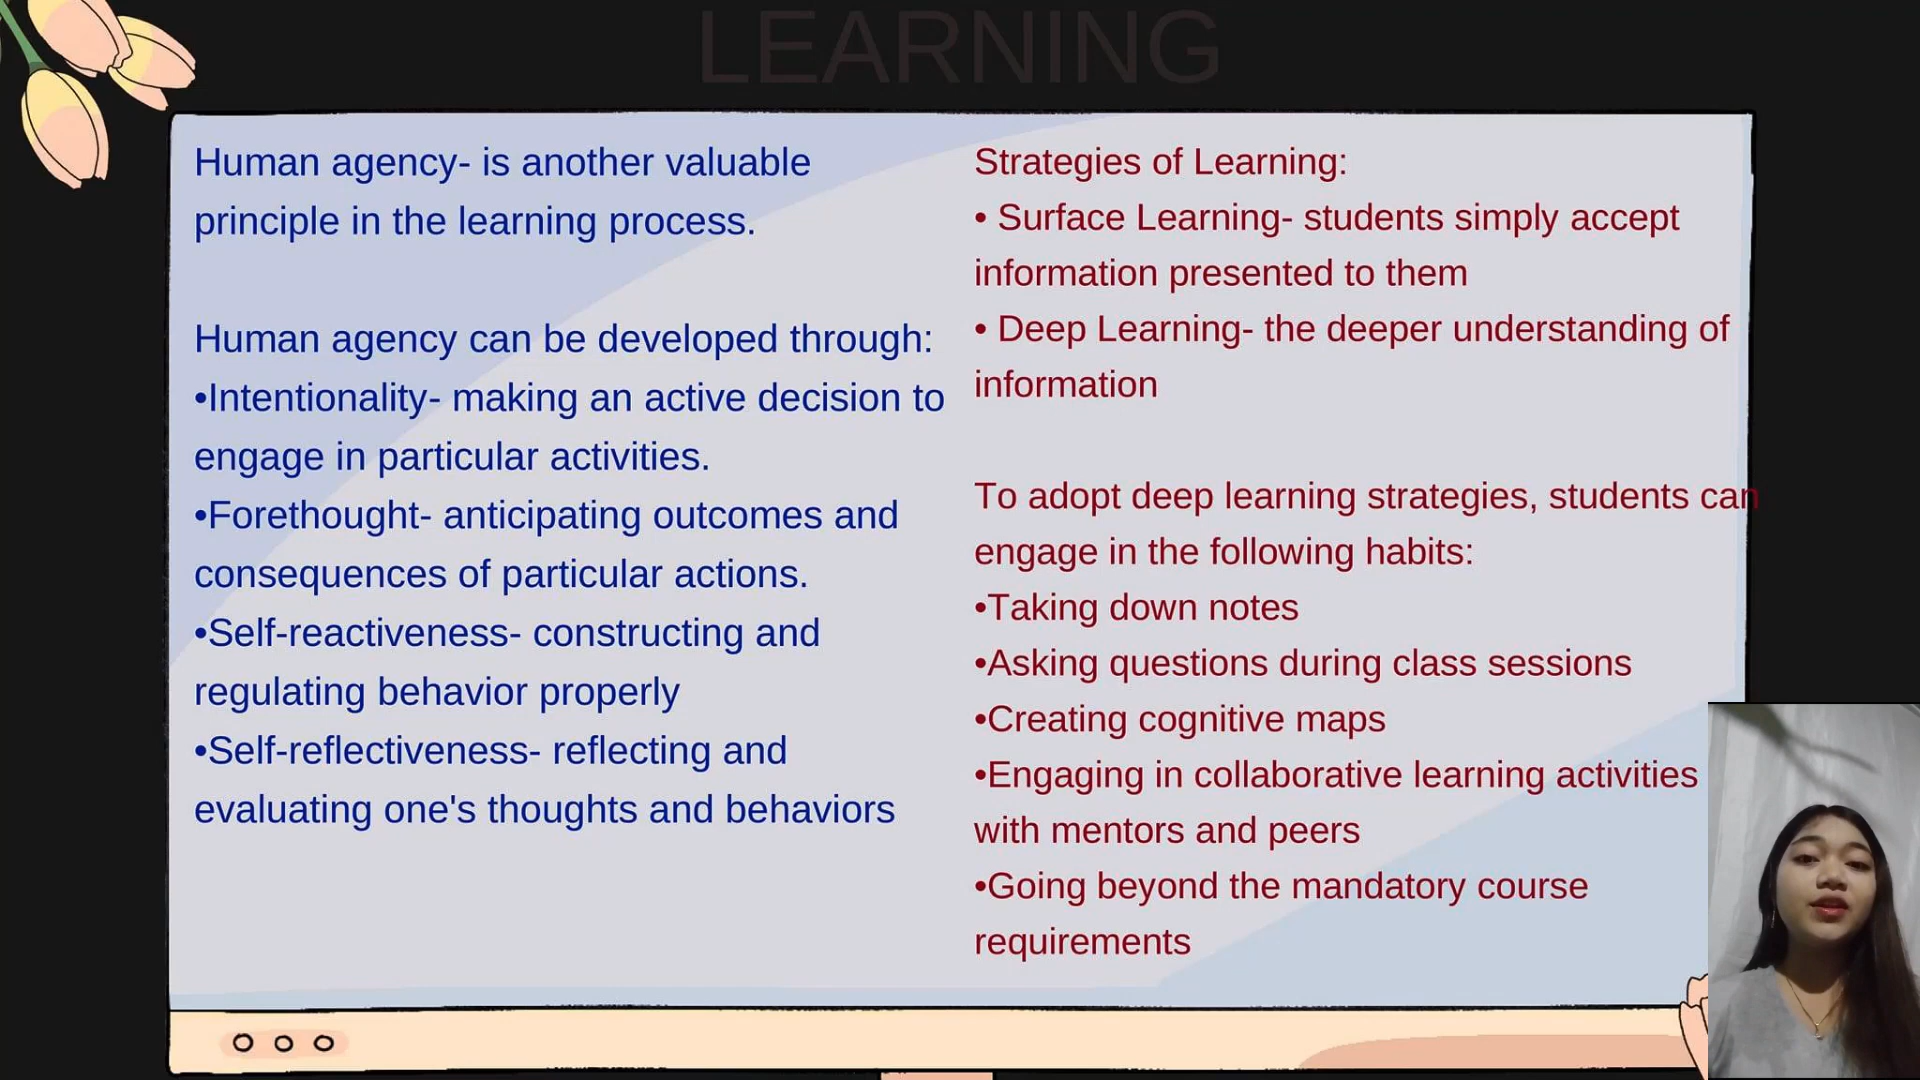 LEARNING
Human agency- is another valuable
principle in the learning process.
Human agency can be developed through:
•Intentionality- making an active decision to
engage in particular activities.
•Forethought- anticipating outcomes and
consequences of particular actions.
•Self-reactiveness- constructing and
regulating behavior properly
•Self-reflectiveness- reflecting and
evaluating one's thoughts and behaviors
Strategies of Learning:
• Surface Learning- students simply accept
information presented to them
• Deep Learning- the deeper understanding of
information
To adopt deep learning strategies, students can
engage in the following habits:
•Taking down notes
•Asking questions during class sessions
•Creating cognitive maps
•Engaging in collaborative learning activities
with mentors and peers
•Going beyond the mandatory course
requirements